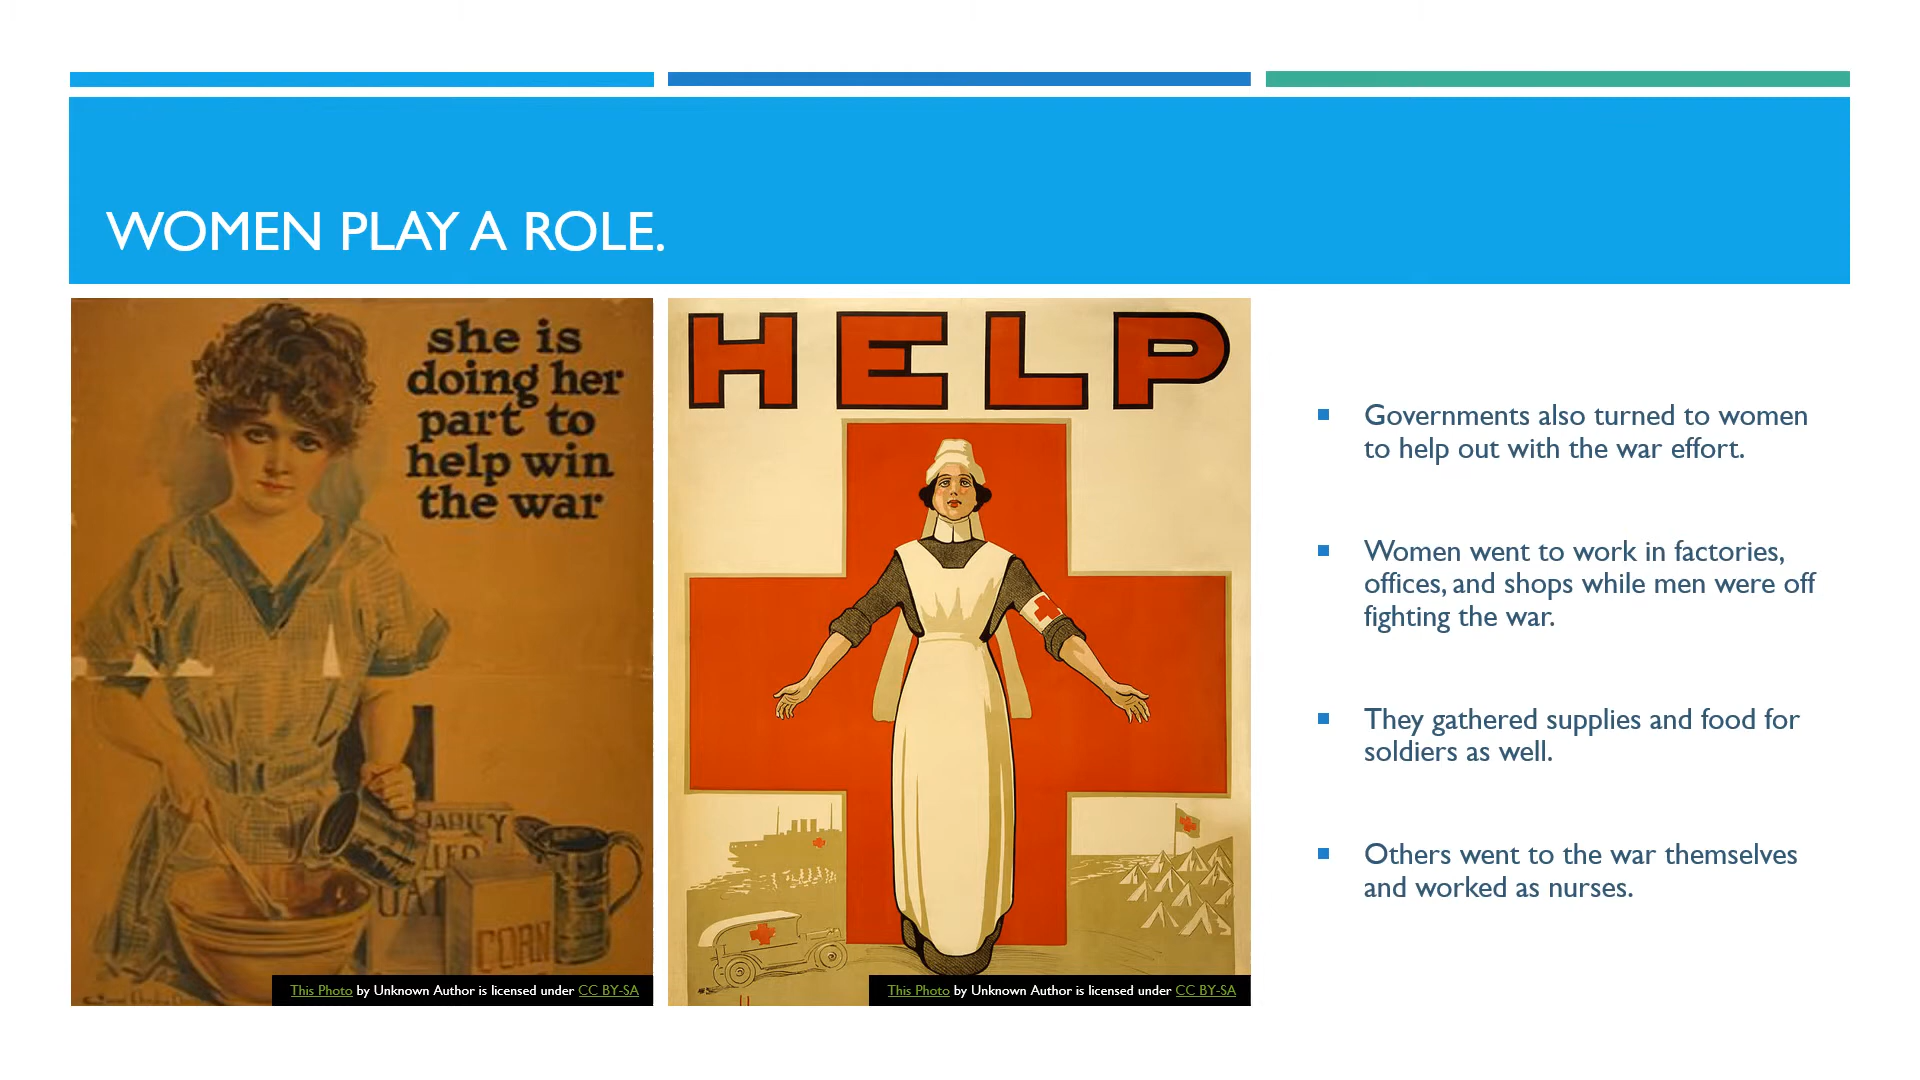 WOMEN PLAY A ROLE.
she is
doing her
part to
help win
the war
CORN
This Photo by Unknown Author is licensed under CC BY-SA
HELP
This Photo by Unknown Author is licensed under CC BY-SA
Governments also turned to women
to help out with the war effort.
Women went to work in factories,
offices, and shops while men were off
fighting the war.
They gathered supplies and food for
soldiers as well.
Others went to the war themselves
and worked as nurses.